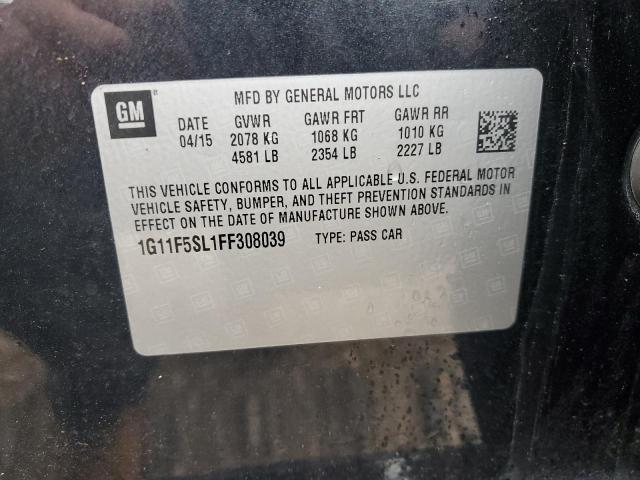 GM
MFD BY GENERAL MOTORS LLC
DATE GVWR GAWR FRT GAWR RR
04/15 2078 KG 1068 KG 1010 KG
4581 LB 2354 LB 2227 LB
THIS VEHICLE CONFORMS TO ALL APPLICABLE U.S. FEDERAL MOTOR
VEHICLE SAFETY, BUMPER, AND THEFT PREVENTION STANDARDS IN
EFFECT ON THE DATE OF MANUFACTURE SHOWN ABOVE.
1G11F5SL1FF308039 TYPE: PASS CAR